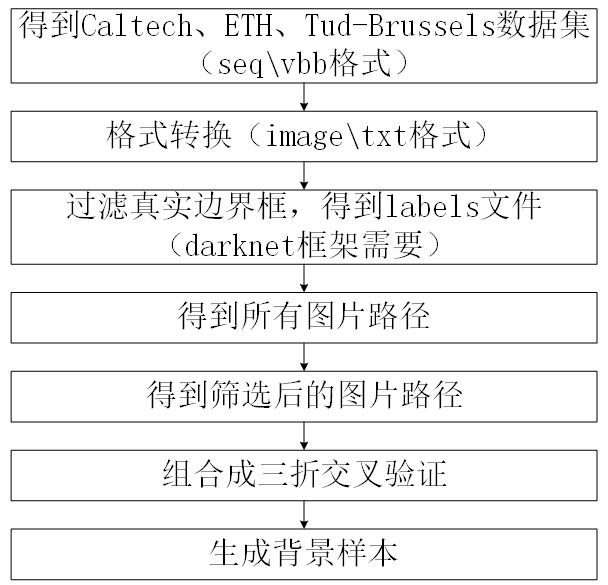 得到Caltech、ETH、Tud-Brussels数据集
（seq\vbb格式）
格式转换（image\txt格式）
过滤真实边界框，得到labels文件
（darknet框架需要）
得到所有图片路径
得到筛选后的图片路径
组合成三折交叉验证
生成背景样本